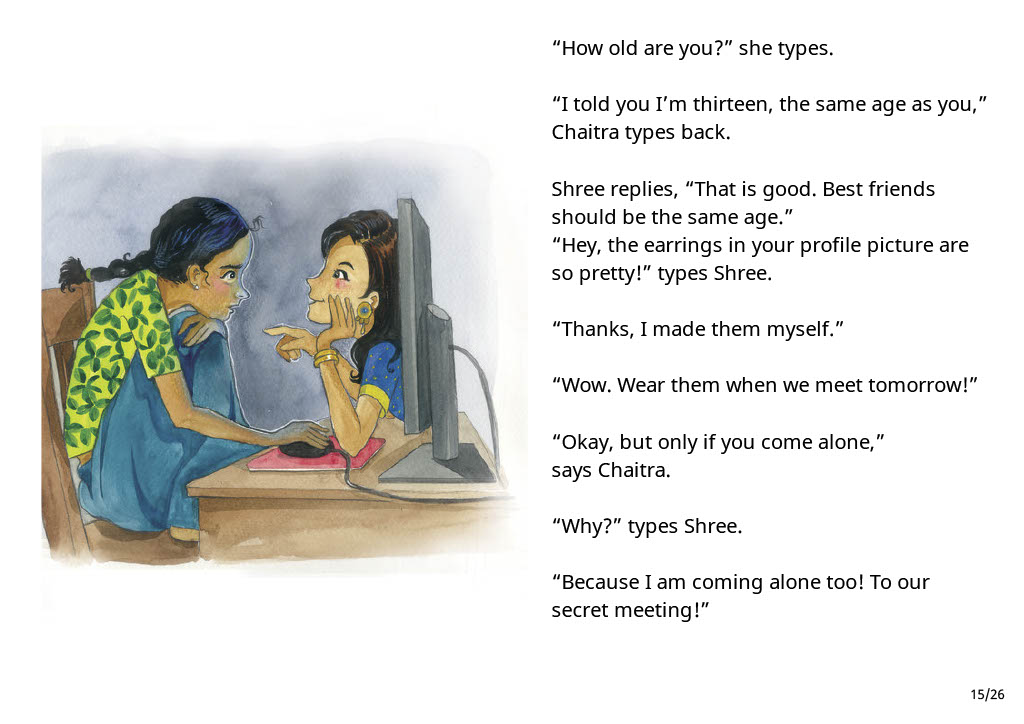 “How old are you?” she types.
“I told you I’m thirteen, the same age as you,”
Chaitra types back.
Shree replies, “That is good. Best friends
should be the same age.”
“Hey, the earrings in your profile picture are
so pretty!” types Shree.
“Thanks, I made them myself.”
“Wow. Wear them when we meet tomorrow!”
“Okay, but only if you come alone,”
says Chaitra.
“Why?” types Shree.
“Because I am coming alone too! To our
secret meeting!”
15/26